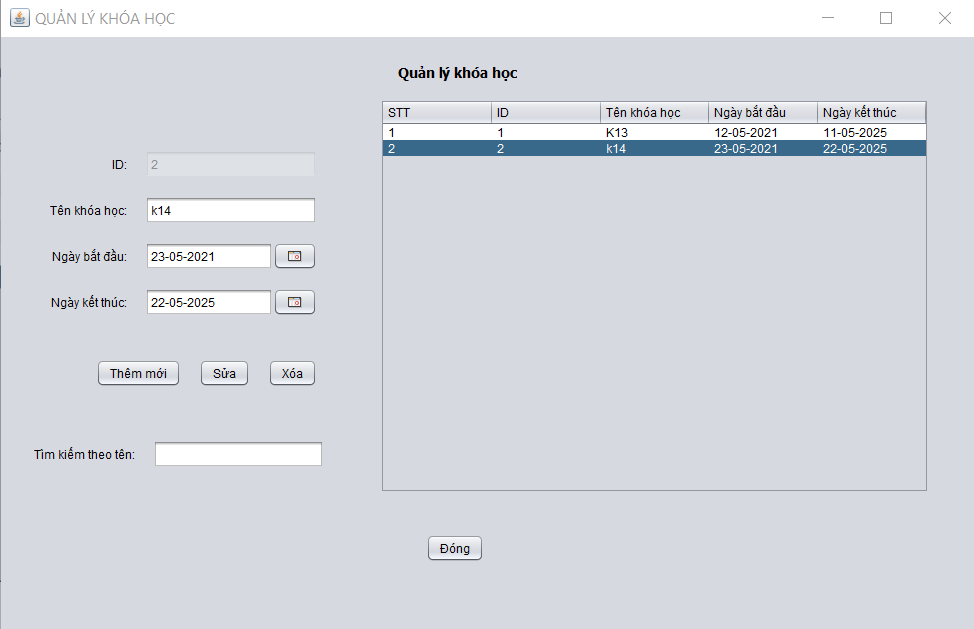 QUẢN LÝ KHÓA HỌC
Quản lý khóa học
STT ID Tên khóa học Ngày bắt đầu Ngày kết thúc
1 1 K13 12-05-2021 11-05-2025
2 2 k14 23-05-2021 22-05-2025
ID: 2
Tên khóa học: k14
Ngày bắt đầu: 23-05-2021
Ngày kết thúc: 22-05-2025
Thêm mới Sửa Xóa
Tìm kiếm theo tên:
Đóng